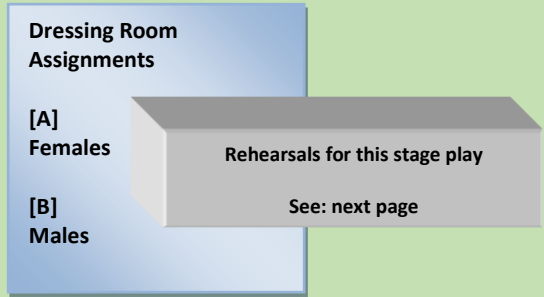 Dressing Room
Assignments
[A]
Females
[B]
Males
Rehearsals for this stage play
See: next page